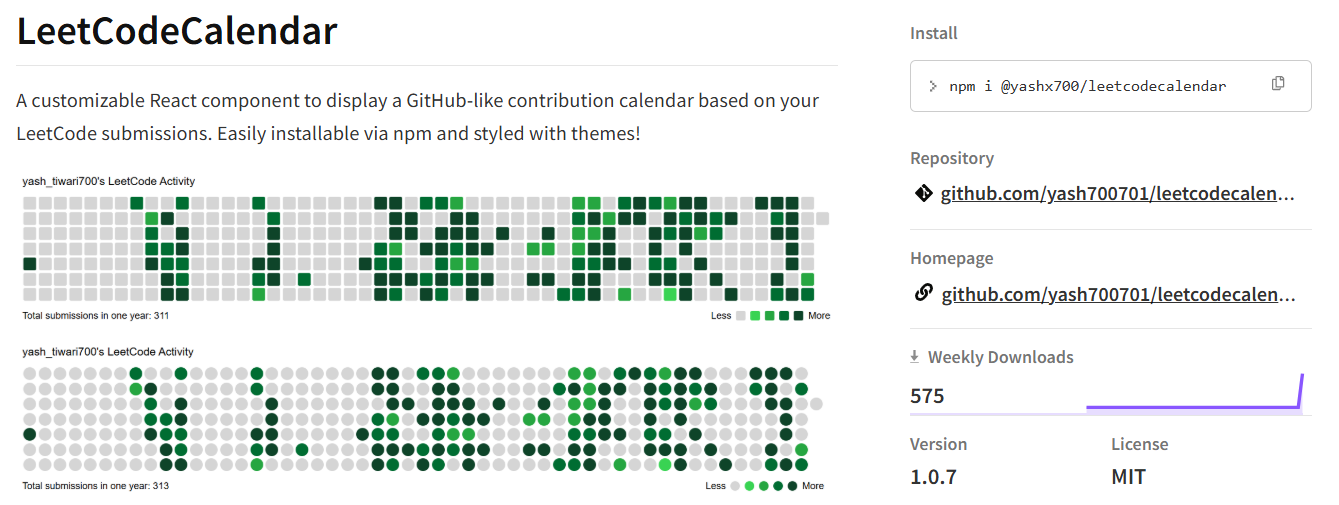 LeetCodeCalendar
A customizable React component to display a GitHub-like contribution calendar based on your
LeetCode submissions. Easily installable via npm and styled with themes!
yash_tiwari700's LeetCode Activity
Total submissions in one year: 311
Less
More
yash_tiwari700's LeetCode Activity
Total submissions in one year: 313
Less
More
Install
> npm i @yashx700/leetcodecalendar
Repository
github.com/yash700701/leetcodecalen...
Homepage
github.com/yash700701/leetcodecalen...
Weekly Downloads
575
Version
License
1.0.7
MIT